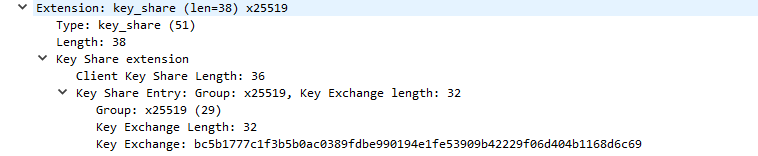 Extension: key_share (len=38) x25519
Type: key_share (51)
Length: 38
Key Share extension
Client Key Share Length: 36
Key Share Entry: Group: x25519, Key Exchange length: 32
Group: x25519 (29)
Key Exchange Length: 32
Key Exchange: bc5b1777c1f3b5b0ac0389fdbe990194e1fe53909b42229f06d404b1168d6c69